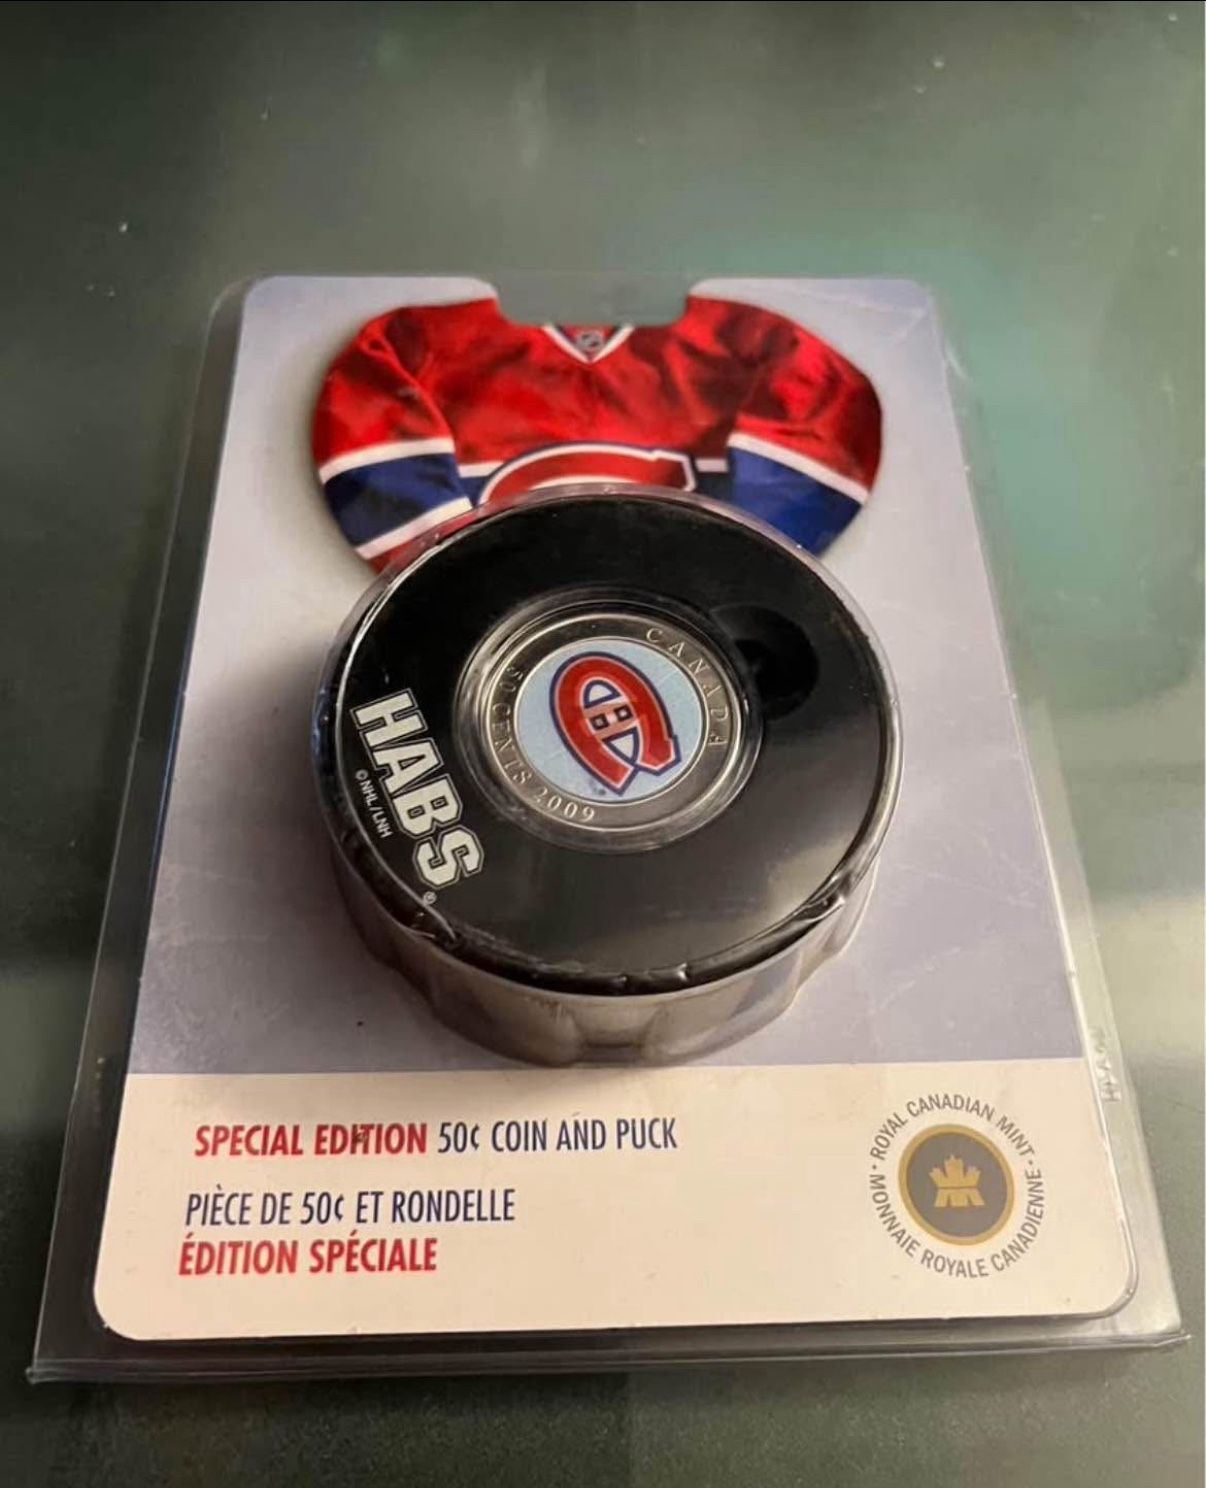 CANADA
50 CENTS 2009
HABS®
© NHL/LNH
SPECIAL EDITION 50¢ COIN AND PUCK
PIÈCE DE 50¢ ET RONDELLE
ÉDITION SPÉCIALE
ROYAL CANADIAN MINT •
MONNAIE ROYALE CANADIENNE •